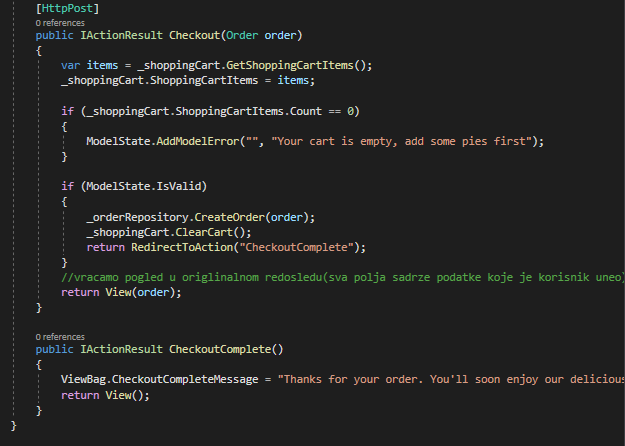 [HttpPost]
0 references
public IActionResult Checkout(Order order)
{
var items = _shoppingCart.GetShoppingCartItems();
_shoppingCart.ShoppingCartItems = items;
if (_shoppingCart.ShoppingCartItems.Count == 0)
{
ModelState.AddModelError("", "Your cart is empty, add some pies first");
}
if (ModelState.IsValid)
{
_orderRepository.CreateOrder(order);
_shoppingCart.ClearCart();
return RedirectToAction("CheckoutComplete");
}
//vracamo pogled u origlinalnom redosledu(sva polja sadrze podatke koje je korisnik uneo)
return View(order);
}
0 references
public IActionResult CheckoutComplete()
{
ViewBag.CheckoutCompleteMessage = "Thanks for your order. You'll soon enjoy our delicious
return View();
}
}